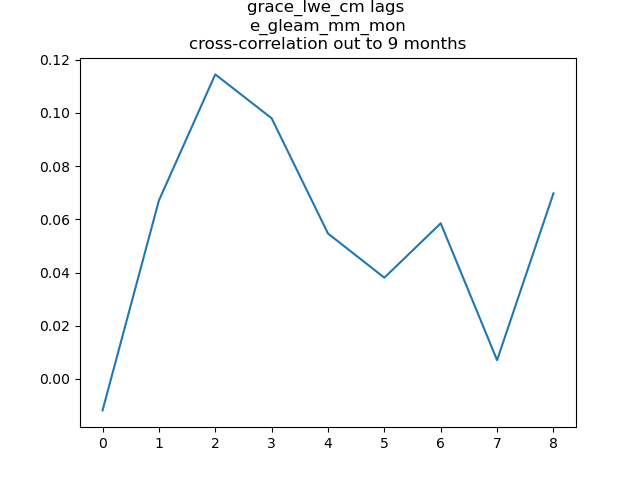 grace_lwe_cm lags
e_gleam_mm_mon
cross-correlation out to 9 months
0.12
0.10
0.08
0.06
0.04
0.02
0.00
0 1 2 3 4 5 6 7 8